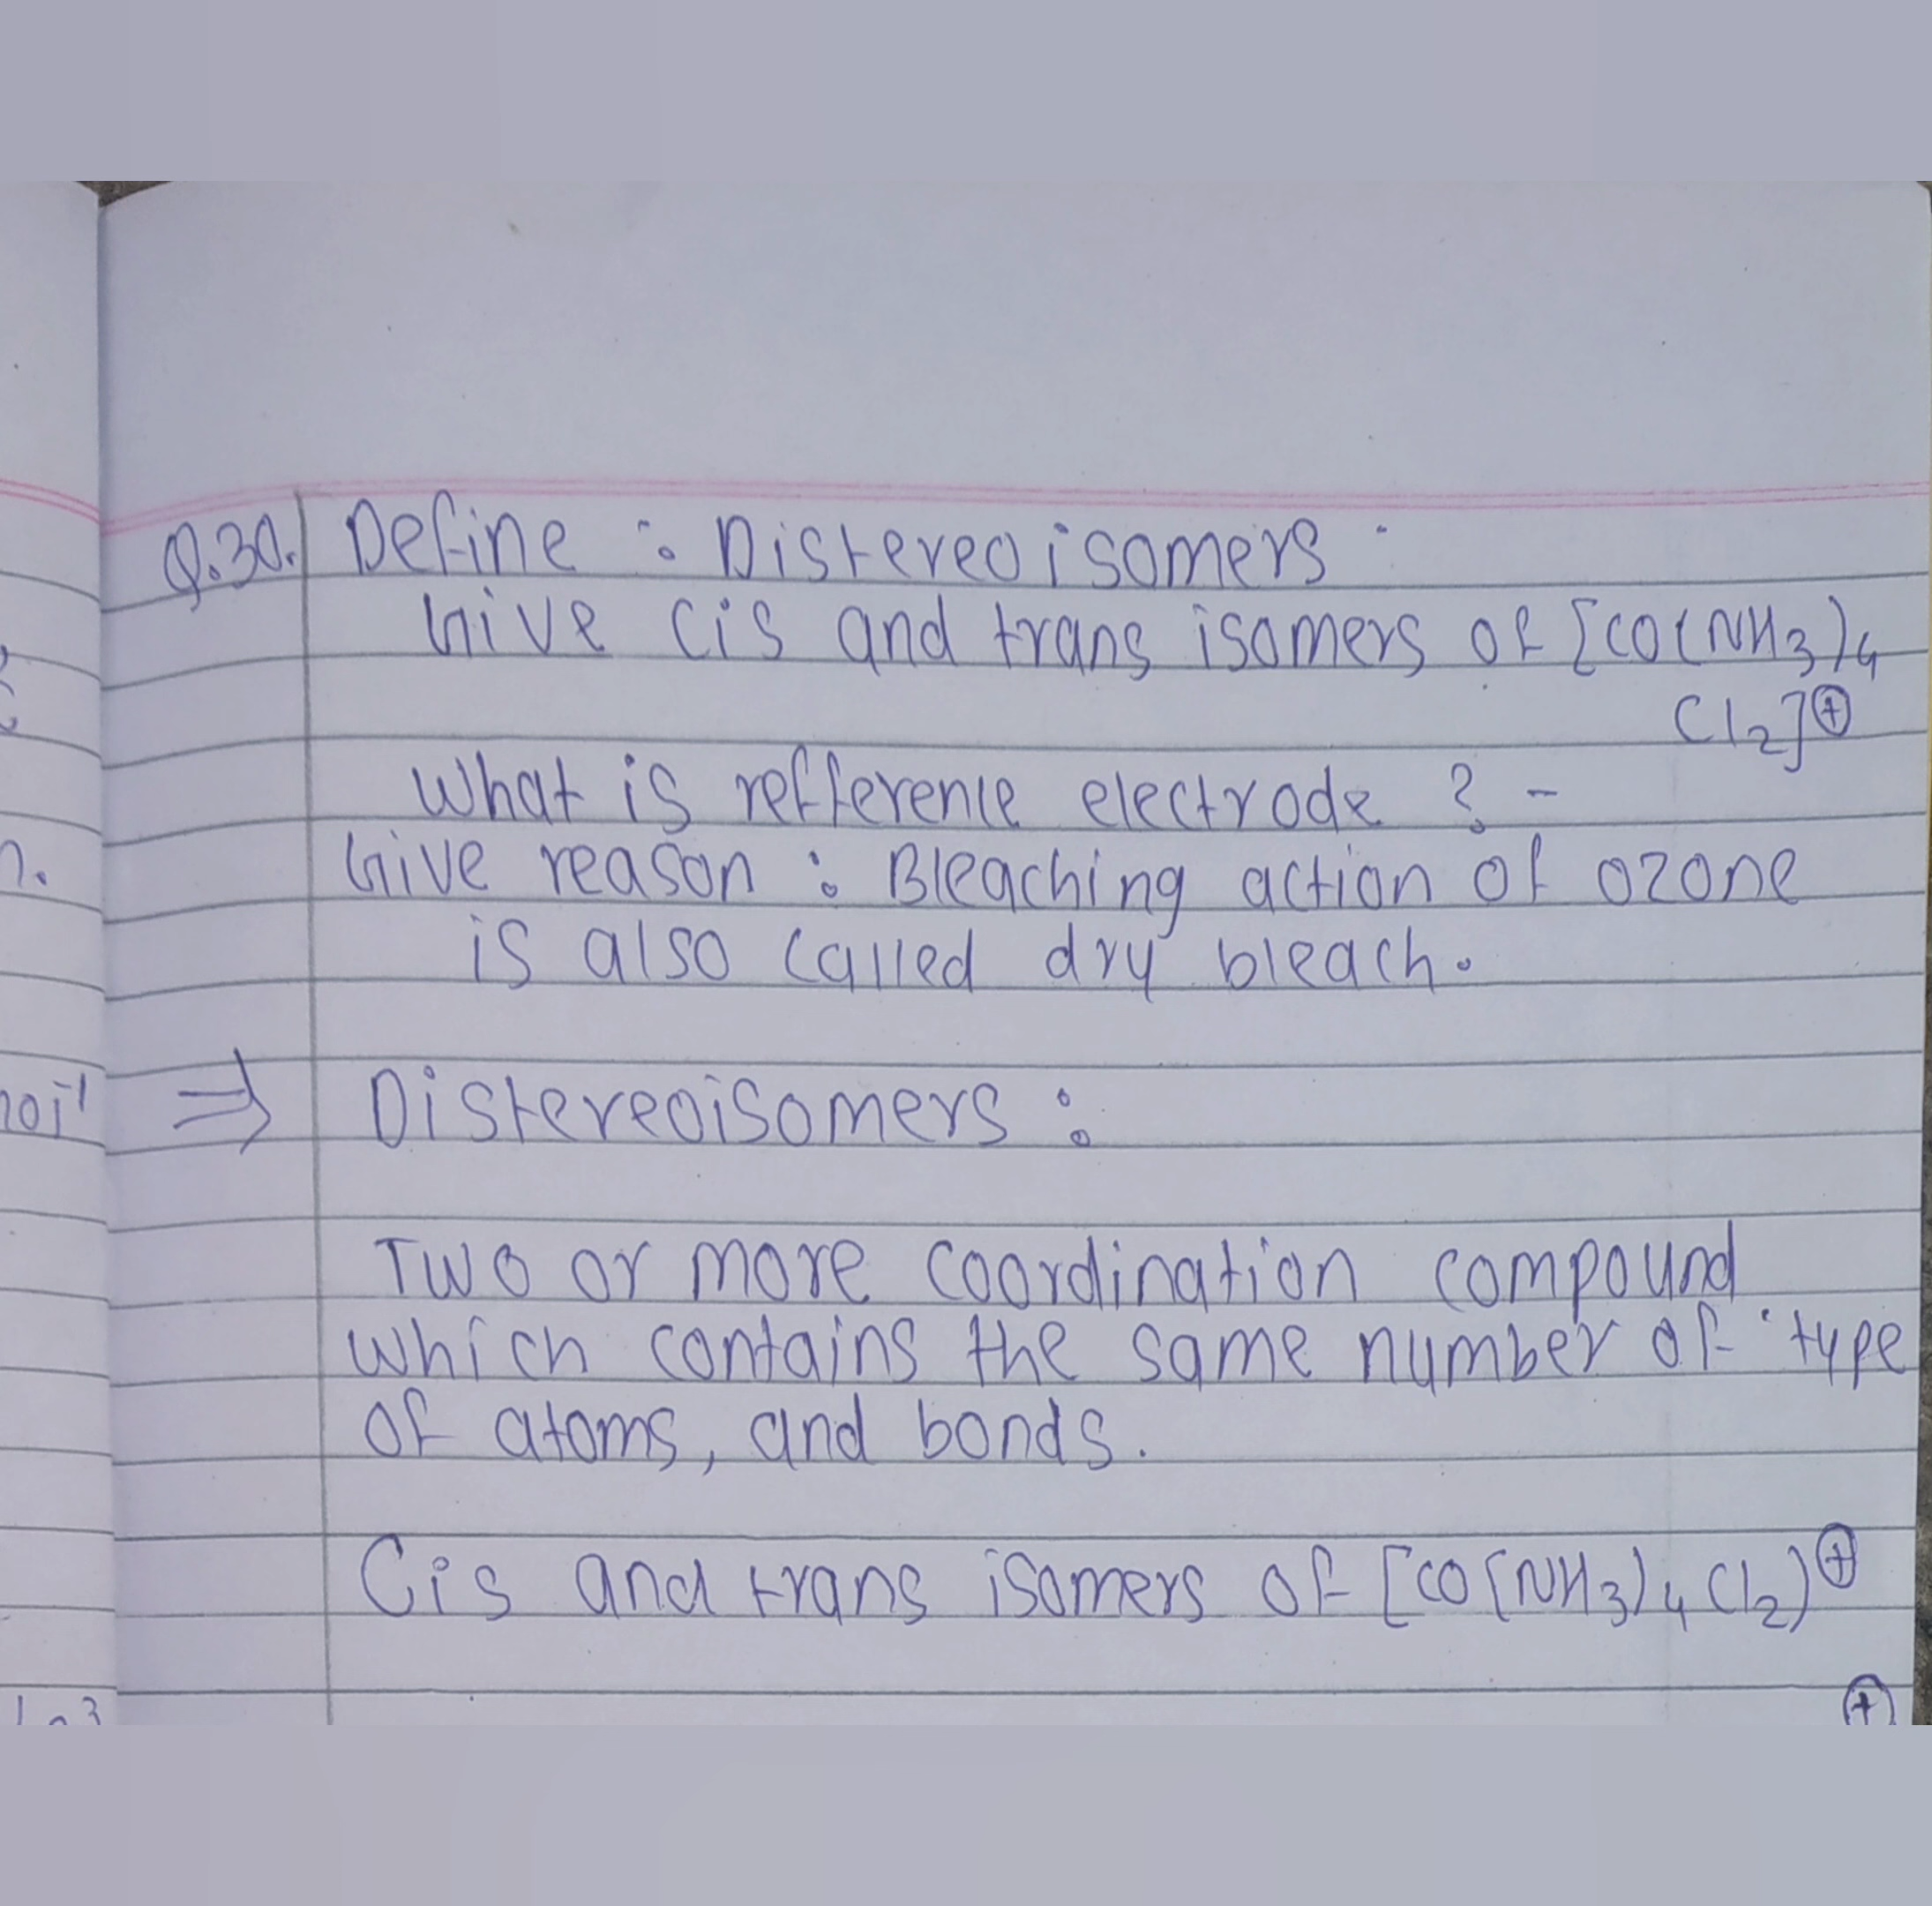 Q.30. Define : Distereoisomers :
Give cis and trans isomers of [CO(NH3)4
Cl2]⊕
What is refference electrode ? -
Give reason : Bleaching action of ozone
is also called dry bleach.
n.
⇒ Distereoisomers :
Two or more coordination compound
which contains the same number of type
of atoms, and bonds.
Cis and trans isomers of [CO(NH3)4Cl2)⊕
⊕